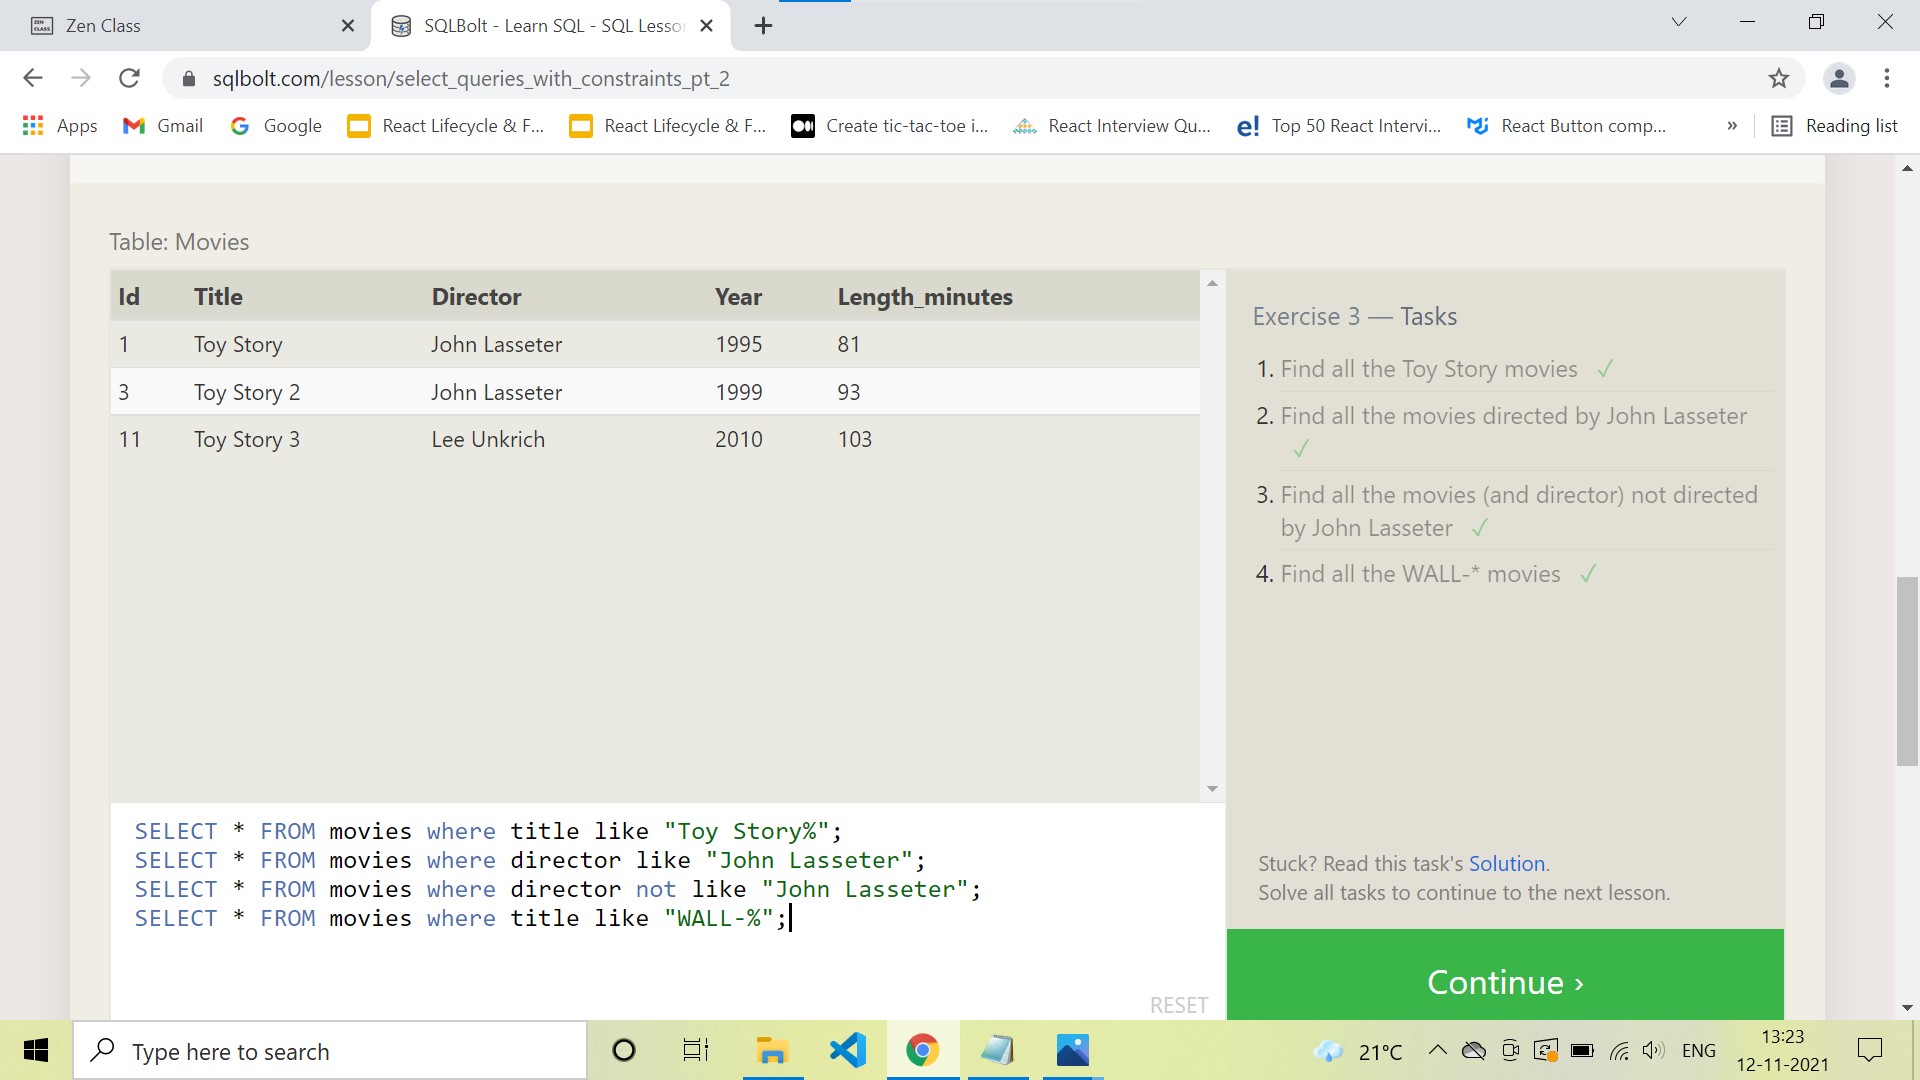 Zen Class
SQLBolt - Learn SQL - SQL Lesso
sqlbolt.com/lesson/select_queries_with_constraints_pt_2
Apps Gmail Google React Lifecycle & F... React Lifecycle & F... Create tic-tac-toe i... React Interview Qu... e! Top 50 React Intervi... React Button comp... » Reading list
Table: Movies
Id Title Director Year Length_minutes
1 Toy Story John Lasseter 1995 81
3 Toy Story 2 John Lasseter 1999 93
11 Toy Story 3 Lee Unkrich 2010 103
Exercise 3 — Tasks
1. Find all the Toy Story movies ✓
2. Find all the movies directed by John Lasseter
✓
3. Find all the movies (and director) not directed
by John Lasseter ✓
4. Find all the WALL-* movies ✓
SELECT * FROM movies where title like "Toy Story%";
SELECT * FROM movies where director like "John Lasseter";
SELECT * FROM movies where director not like "John Lasseter";
SELECT * FROM movies where title like "WALL-%";
RESET
Stuck? Read this task's Solution.
Solve all tasks to continue to the next lesson.
Continue ›
Type here to search
21°C
ENG
13:23
12-11-2021